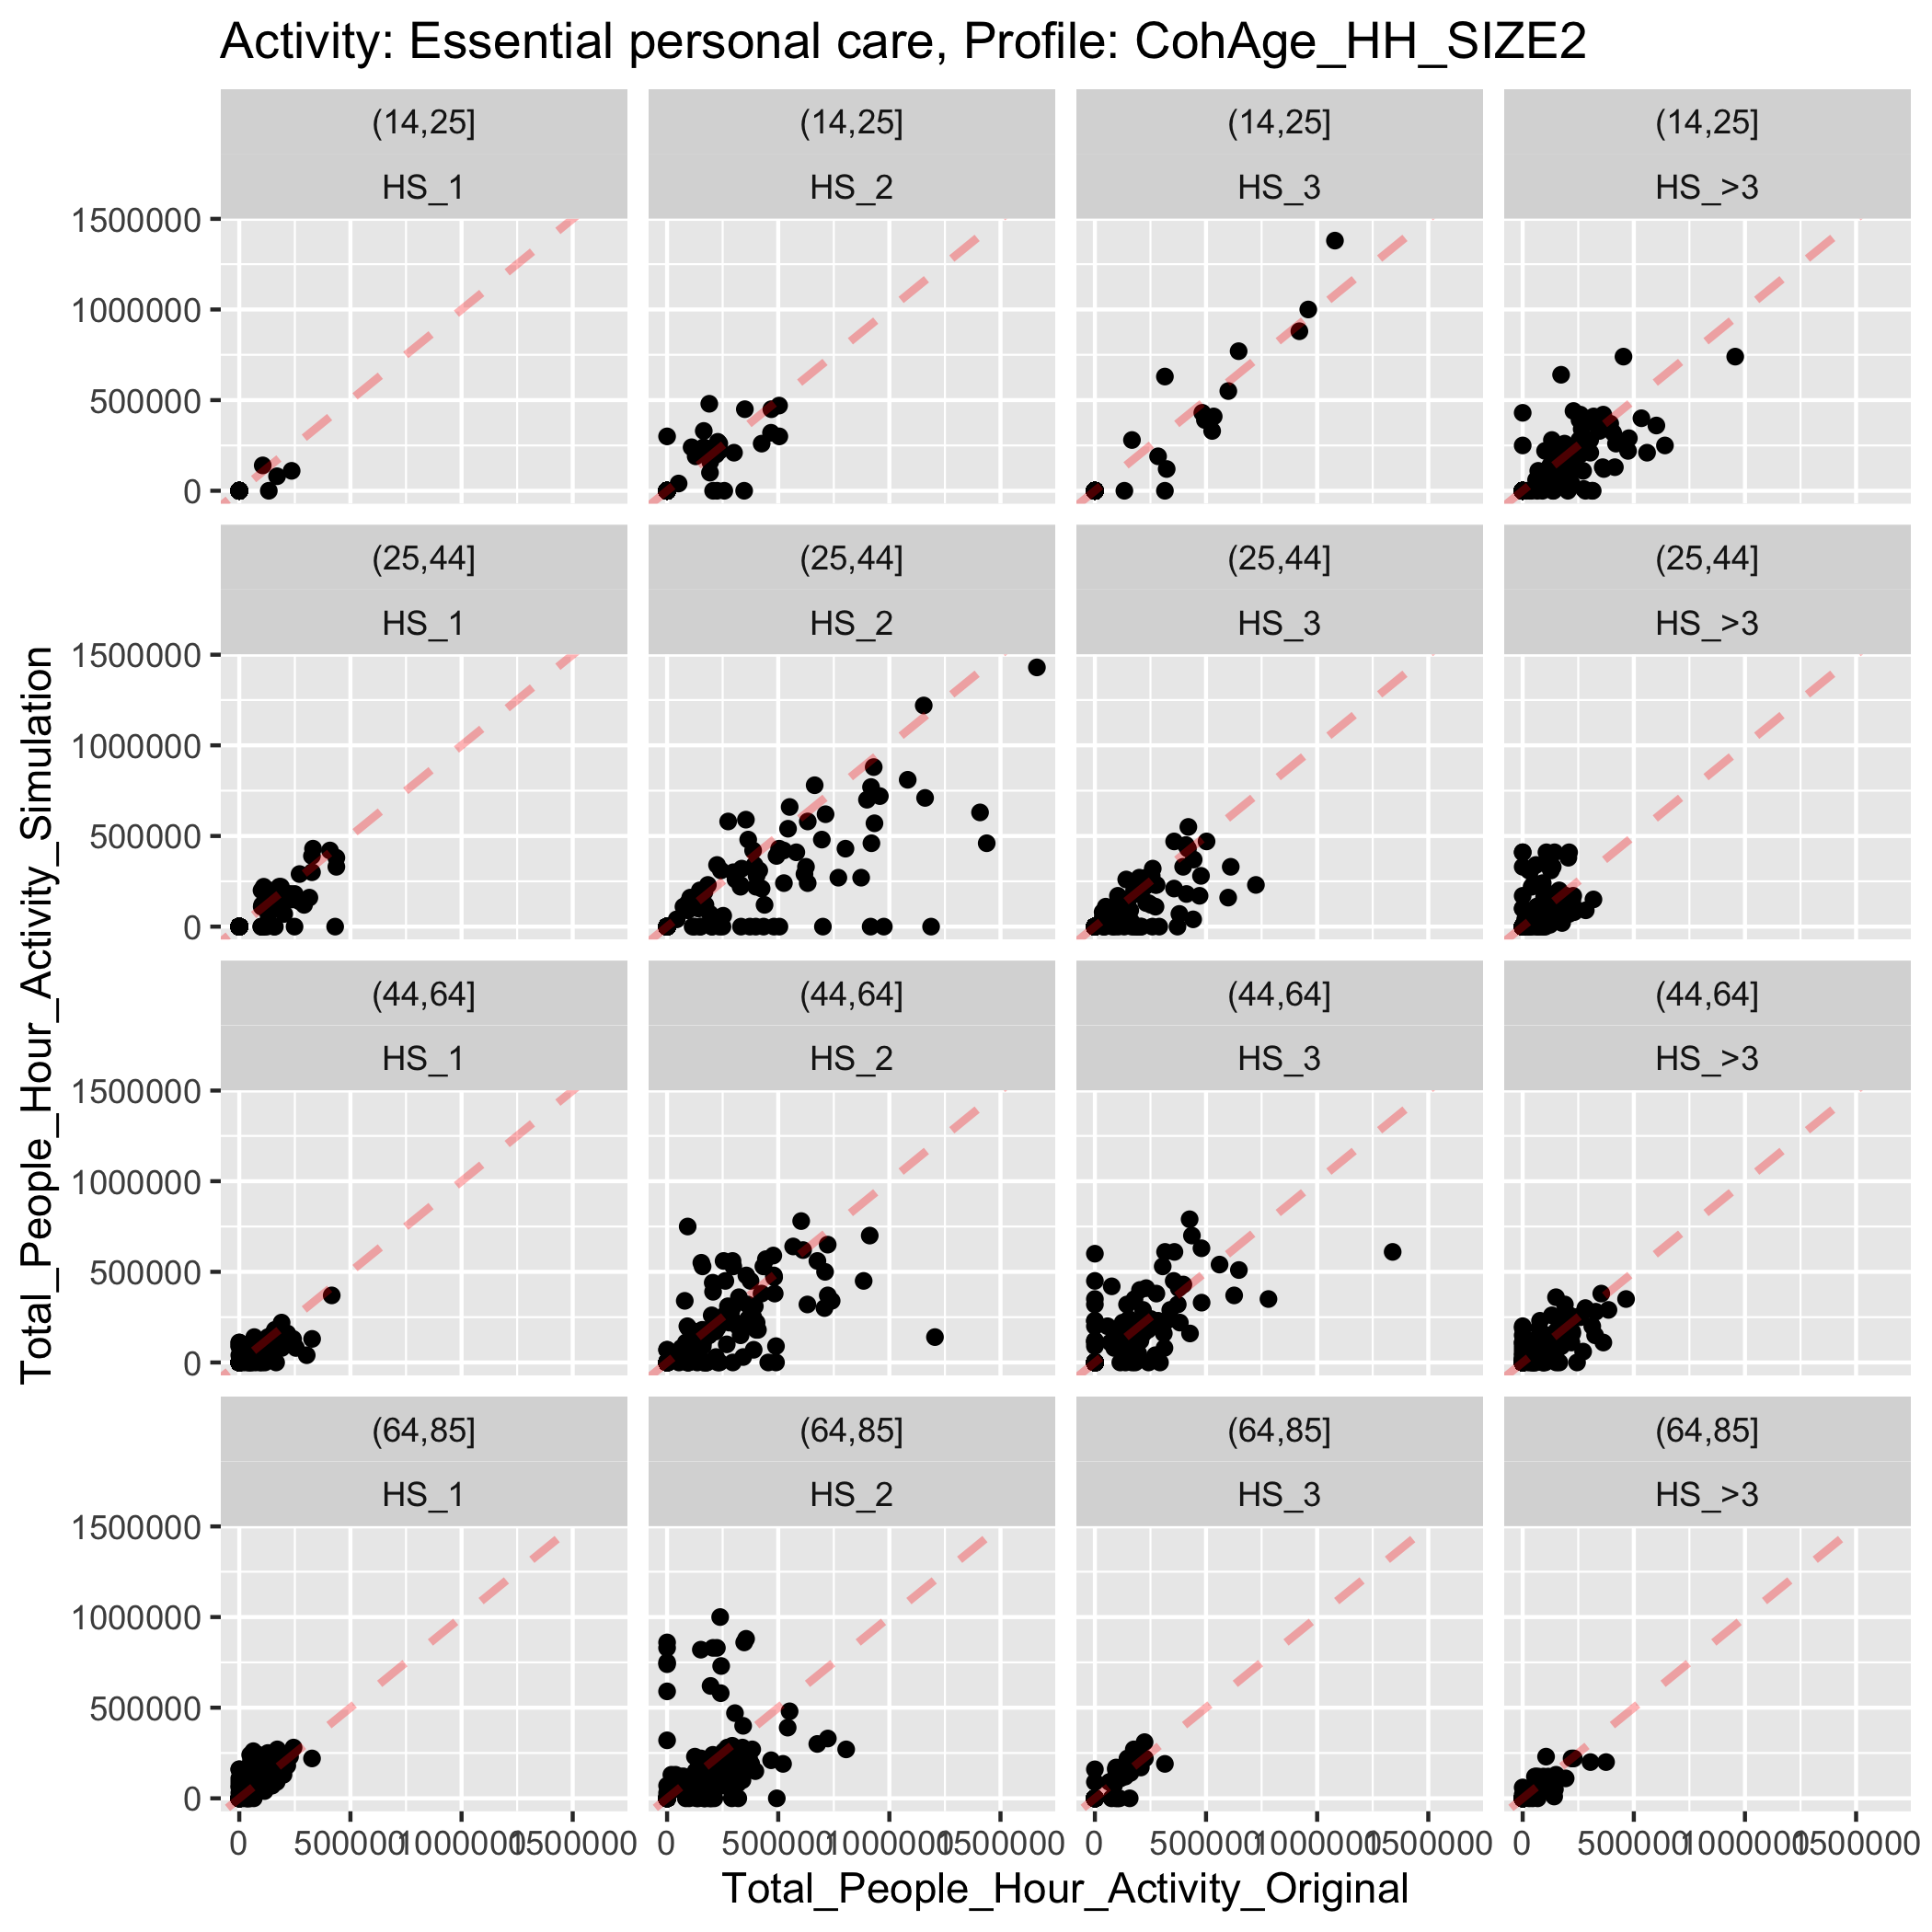 Activity: Essential personal care, Profile: CohAge_HH_SIZE2
(14,25] (14,25] (14,25] (14,25]
HS_1 HS_2 HS_3 HS_>3
1500000
1000000
500000
0
(25,44] (25,44] (25,44] (25,44]
HS_1 HS_2 HS_3 HS_>3
1500000
1000000
500000
0
(44,64] (44,64] (44,64] (44,64]
HS_1 HS_2 HS_3 HS_>3
1500000
1000000
500000
0
(64,85] (64,85] (64,85] (64,85]
HS_1 HS_2 HS_3 HS_>3
1500000
1000000
500000
0
0 500000 1000000 1500000 0 500000 1000000 1500000 0 500000 1000000 1500000 0 500000 1000000 1500000
Total_People_Hour_Activity_Original
Total_People_Hour_Activity_Simulation